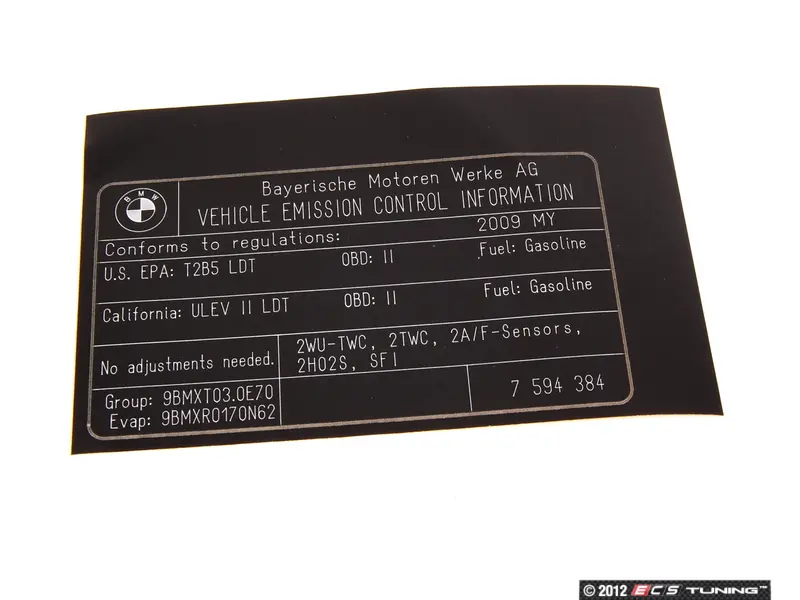 BMW
Bayerische Motoren Werke AG
VEHICLE EMISSION CONTROL INFORMATION
Conforms to regulations: 2009 MY
U.S. EPA: T2B5 LDT OBD: II Fuel: Gasoline
California: ULEV II LDT OBD: II Fuel: Gasoline
No adjustments needed.
2WU-TWC, 2TWC, 2A/F-Sensors,
2HO2S, SFI
Group: 9BMXT03.0E70
Evap: 9BMXR0170N62
7 594 384
©2012 ECS TUNING™